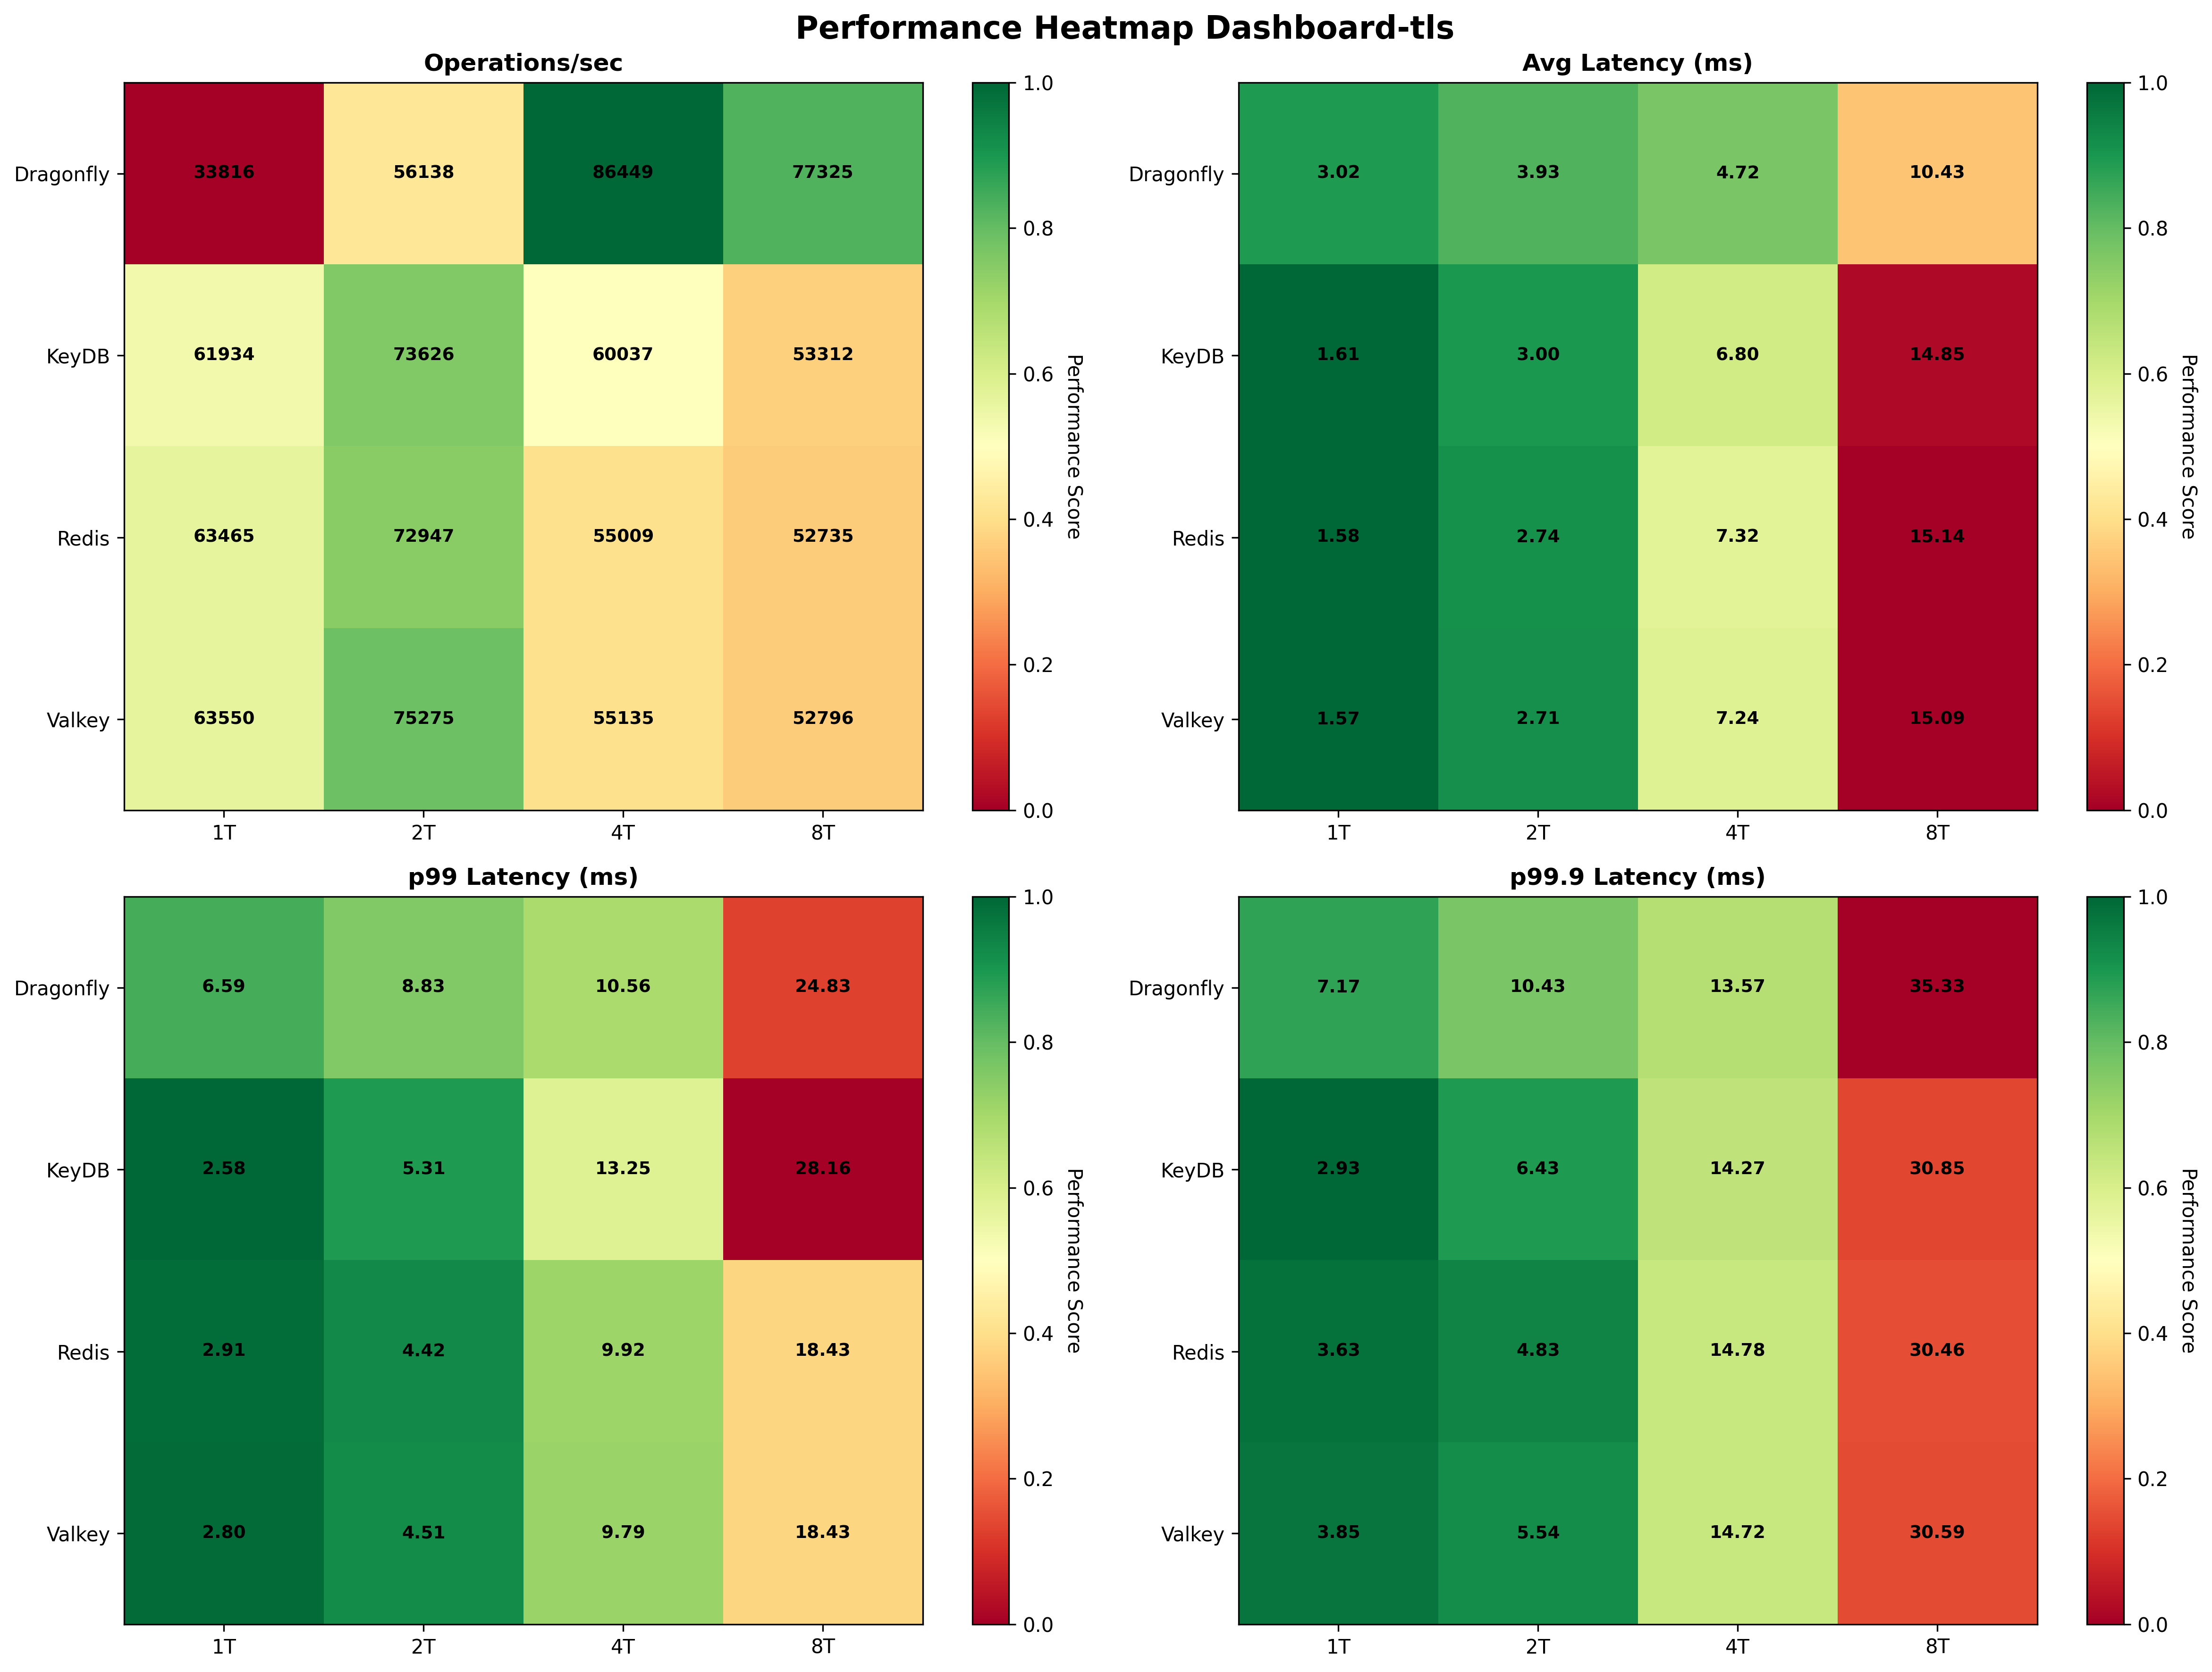 Performance Heatmap Dashboard-tls
Operations/sec
Dragonfly 33816 56138 86449 77325
KeyDB 61934 73626 60037 53312
Redis 63465 72947 55009 52735
Valkey 63550 75275 55135 52796
1T 2T 4T 8T
1.0
0.8
0.6
0.4
0.2
0.0
Performance Score
Avg Latency (ms)
Dragonfly 3.02 3.93 4.72 10.43
KeyDB 1.61 3.00 6.80 14.85
Redis 1.58 2.74 7.32 15.14
Valkey 1.57 2.71 7.24 15.09
1T 2T 4T 8T
1.0
0.8
0.6
0.4
0.2
0.0
Performance Score
p99 Latency (ms)
Dragonfly 6.59 8.83 10.56 24.83
KeyDB 2.58 5.31 13.25 28.16
Redis 2.91 4.42 9.92 18.43
Valkey 2.80 4.51 9.79 18.43
1T 2T 4T 8T
1.0
0.8
0.6
0.4
0.2
0.0
Performance Score
p99.9 Latency (ms)
Dragonfly 7.17 10.43 13.57 35.33
KeyDB 2.93 6.43 14.27 30.85
Redis 3.63 4.83 14.78 30.46
Valkey 3.85 5.54 14.72 30.59
1T 2T 4T 8T
1.0
0.8
0.6
0.4
0.2
0.0
Performance Score